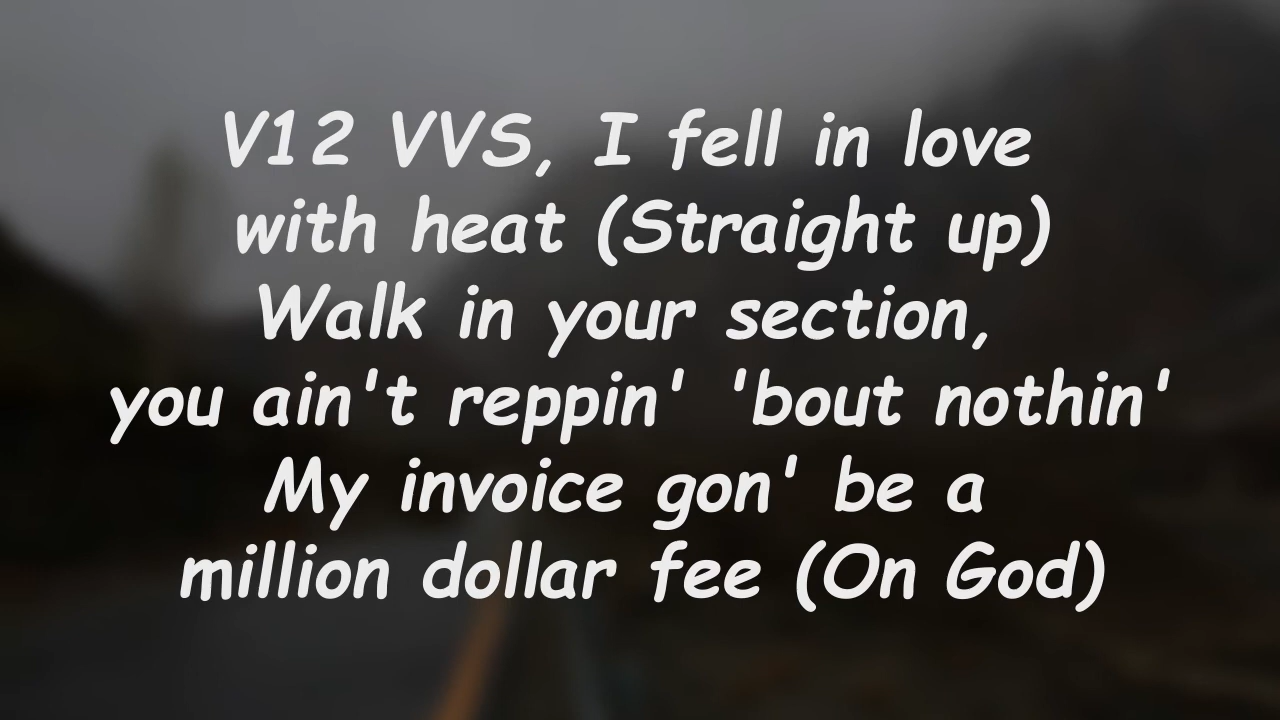 V12 VVS, I fell in love
with heat (Straight up)
Walk in your section,
you ain't reppin' 'bout nothin'
My invoice gon' be a
million dollar fee (On God)